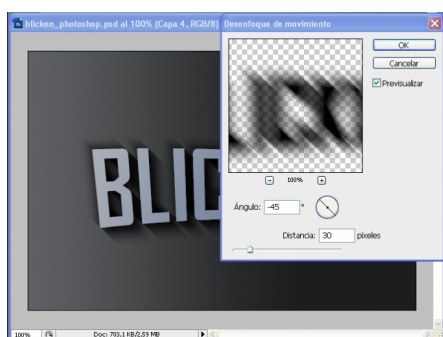 blicken_photoshop.psd al 100% (Capa 4, RGB/8)
Desenfoque de movimiento
OK
Cancelar
Previsualizar
100%
Ángulo: -45 °
Distancia: 30 píxeles
BLIC
100% Doc: 703,1 KB/2,59 MB